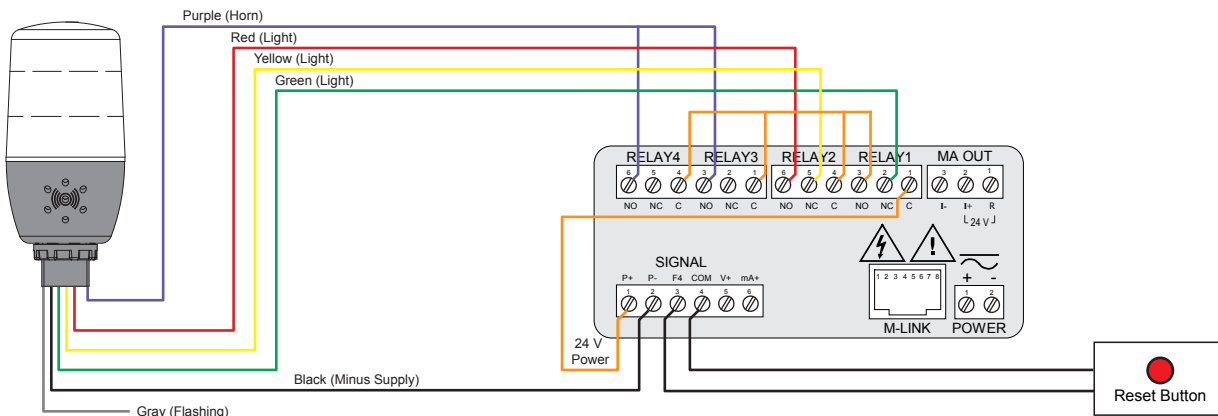 Purple (Horn)
Red (Light)
Yellow (Light)
Green (Light)
RELAY4 RELAY3 RELAY2 RELAY1 MA OUT
6 5 4 3 2 1 6 5 4 3 2 1 3 2 1
NO NC C NO NC C NO NC C NO NC C I- I+ R
24 V
SIGNAL
P+ P- F4 COM V+ mA+
1 2 3 4 5 6
1 2 3 4 5 6 7 8
+ -
1 2
M-LINK POWER
24 V
Power
Black (Minus Supply)
Reset Button
Gray (Flashing)